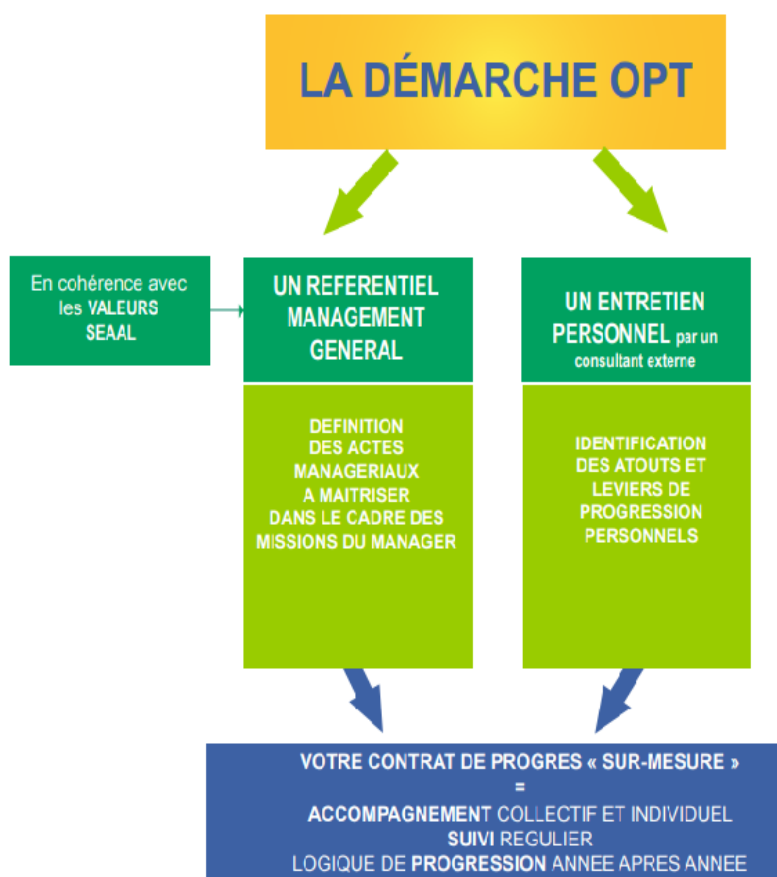 LA DÉMARCHE OPT
En cohérence avec
les VALEURS
SEAAL
UN REFERENTIEL
MANAGEMENT
GENERAL
UN ENTRETIEN
PERSONNEL par un
consultant externe
DEFINITION
DES ACTES
MANAGERIAUX
A MAITRISER
DANS LE CADRE DES
MISSIONS DU MANAGER
IDENTIFICATION
DES ATOUTS ET
LEVIERS DE
PROGRESSION
PERSONNELS
VOTRE CONTRAT DE PROGRES « SUR-MESURE »
=
ACCOMPAGNEMENT COLLECTIF ET INDIVIDUEL
SUIVI REGULIER
LOGIQUE DE PROGRESSION ANNEE APRES ANNEE